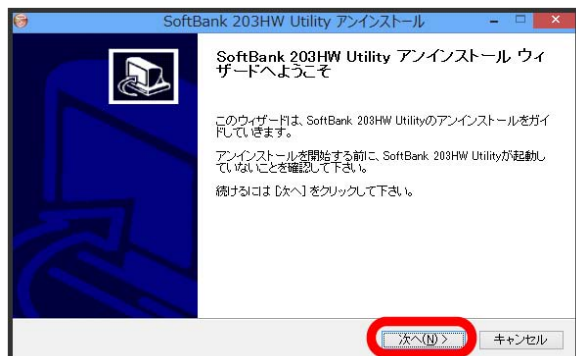 SoftBank 203HW Utility アンインストール
SoftBank 203HW Utility アンインストール ウィ
ザードへようこそ
このウィザードは、SoftBank 203HW Utilityのアンインストールをガイ
ドしていきます。
アンインストールを開始する前に、SoftBank 203HW Utilityが起動し
ていないことを確認して下さい。
続けるには [次へ] をクリックして下さい。
次へ(N) >
キャンセル